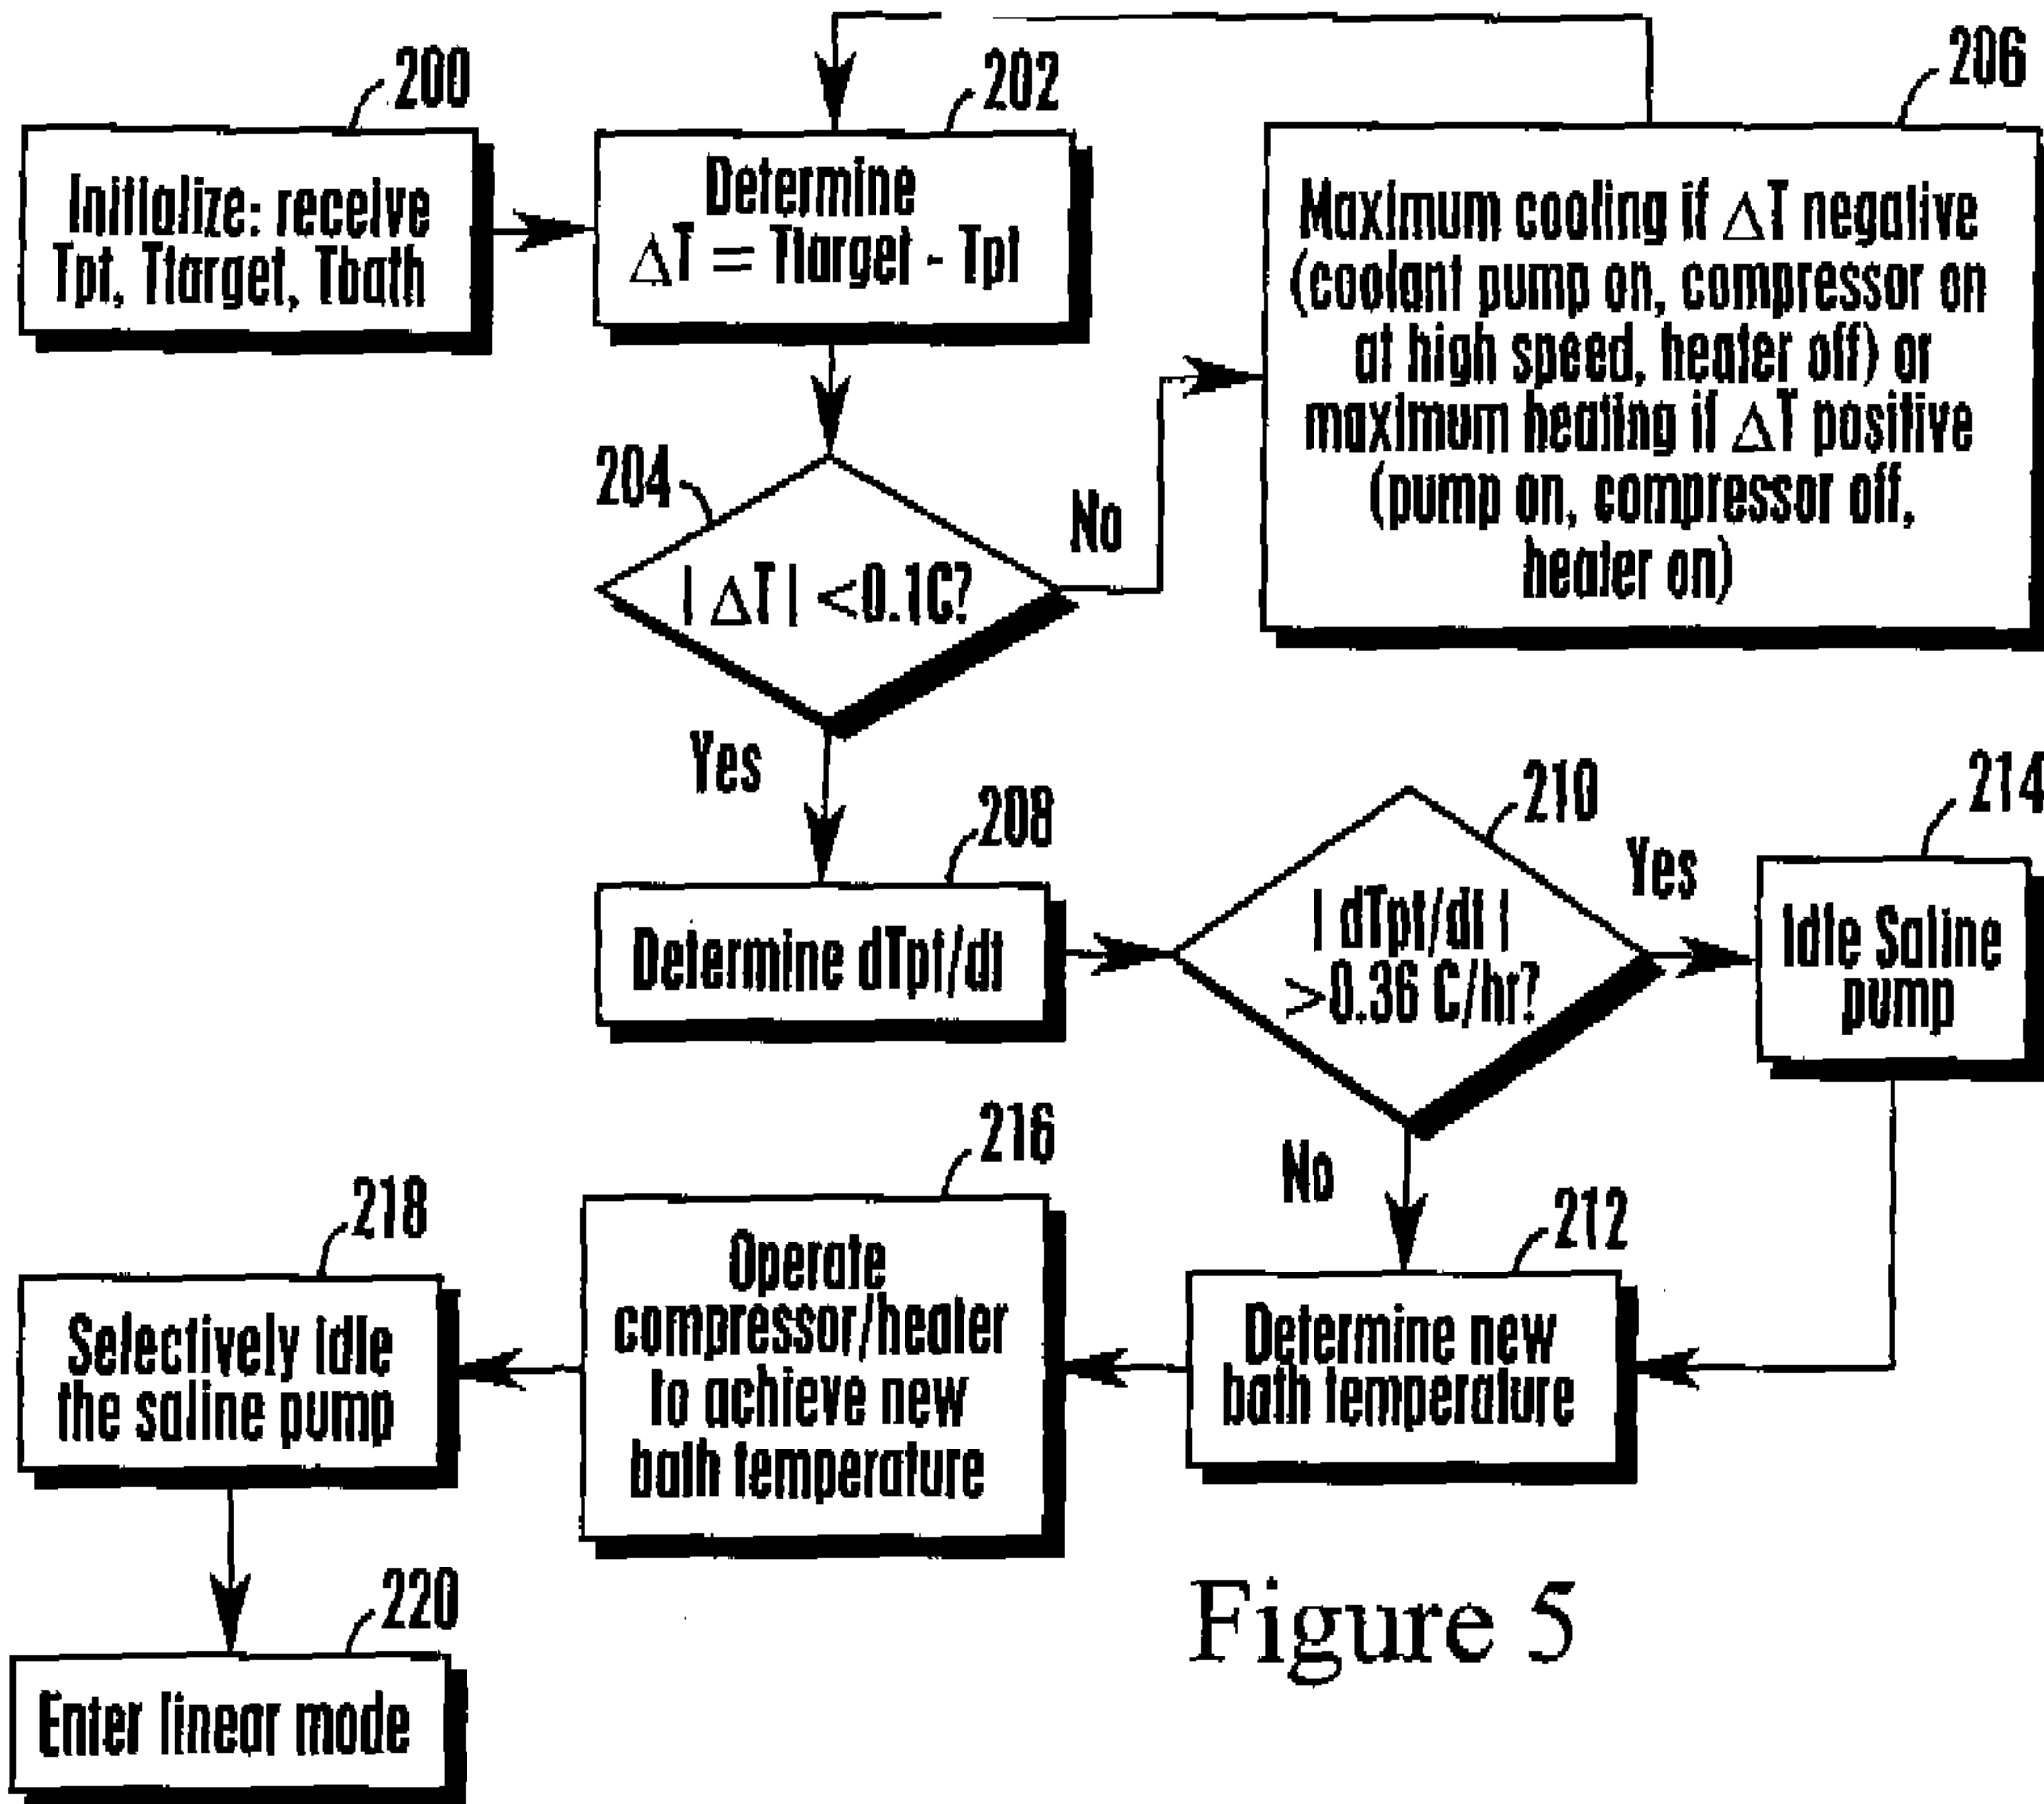 200
Initialize: receive
Tpt, Ttarget, Tbath
202
Determine
ΔT = Ttarget - Tpt
206
Maximum cooling if ΔT negative
(coolant pump on, compressor on
at high speed, heater off) or
maximum heating if ΔT positive
(pump on, compressor off,
heater on)
204
| ΔT | <0.1C?
No
Yes
208
Determine dTpt/dt
210
| dTpt/dt |
>0.36 C/hr?
Yes
No
214
Idle Saline
pump
212
Determine new
bath temperature
216
Operate
compressor/heater
to achieve new
bath temperature
218
Selectively idle
the saline pump
220
Enter linear mode
Figure 5